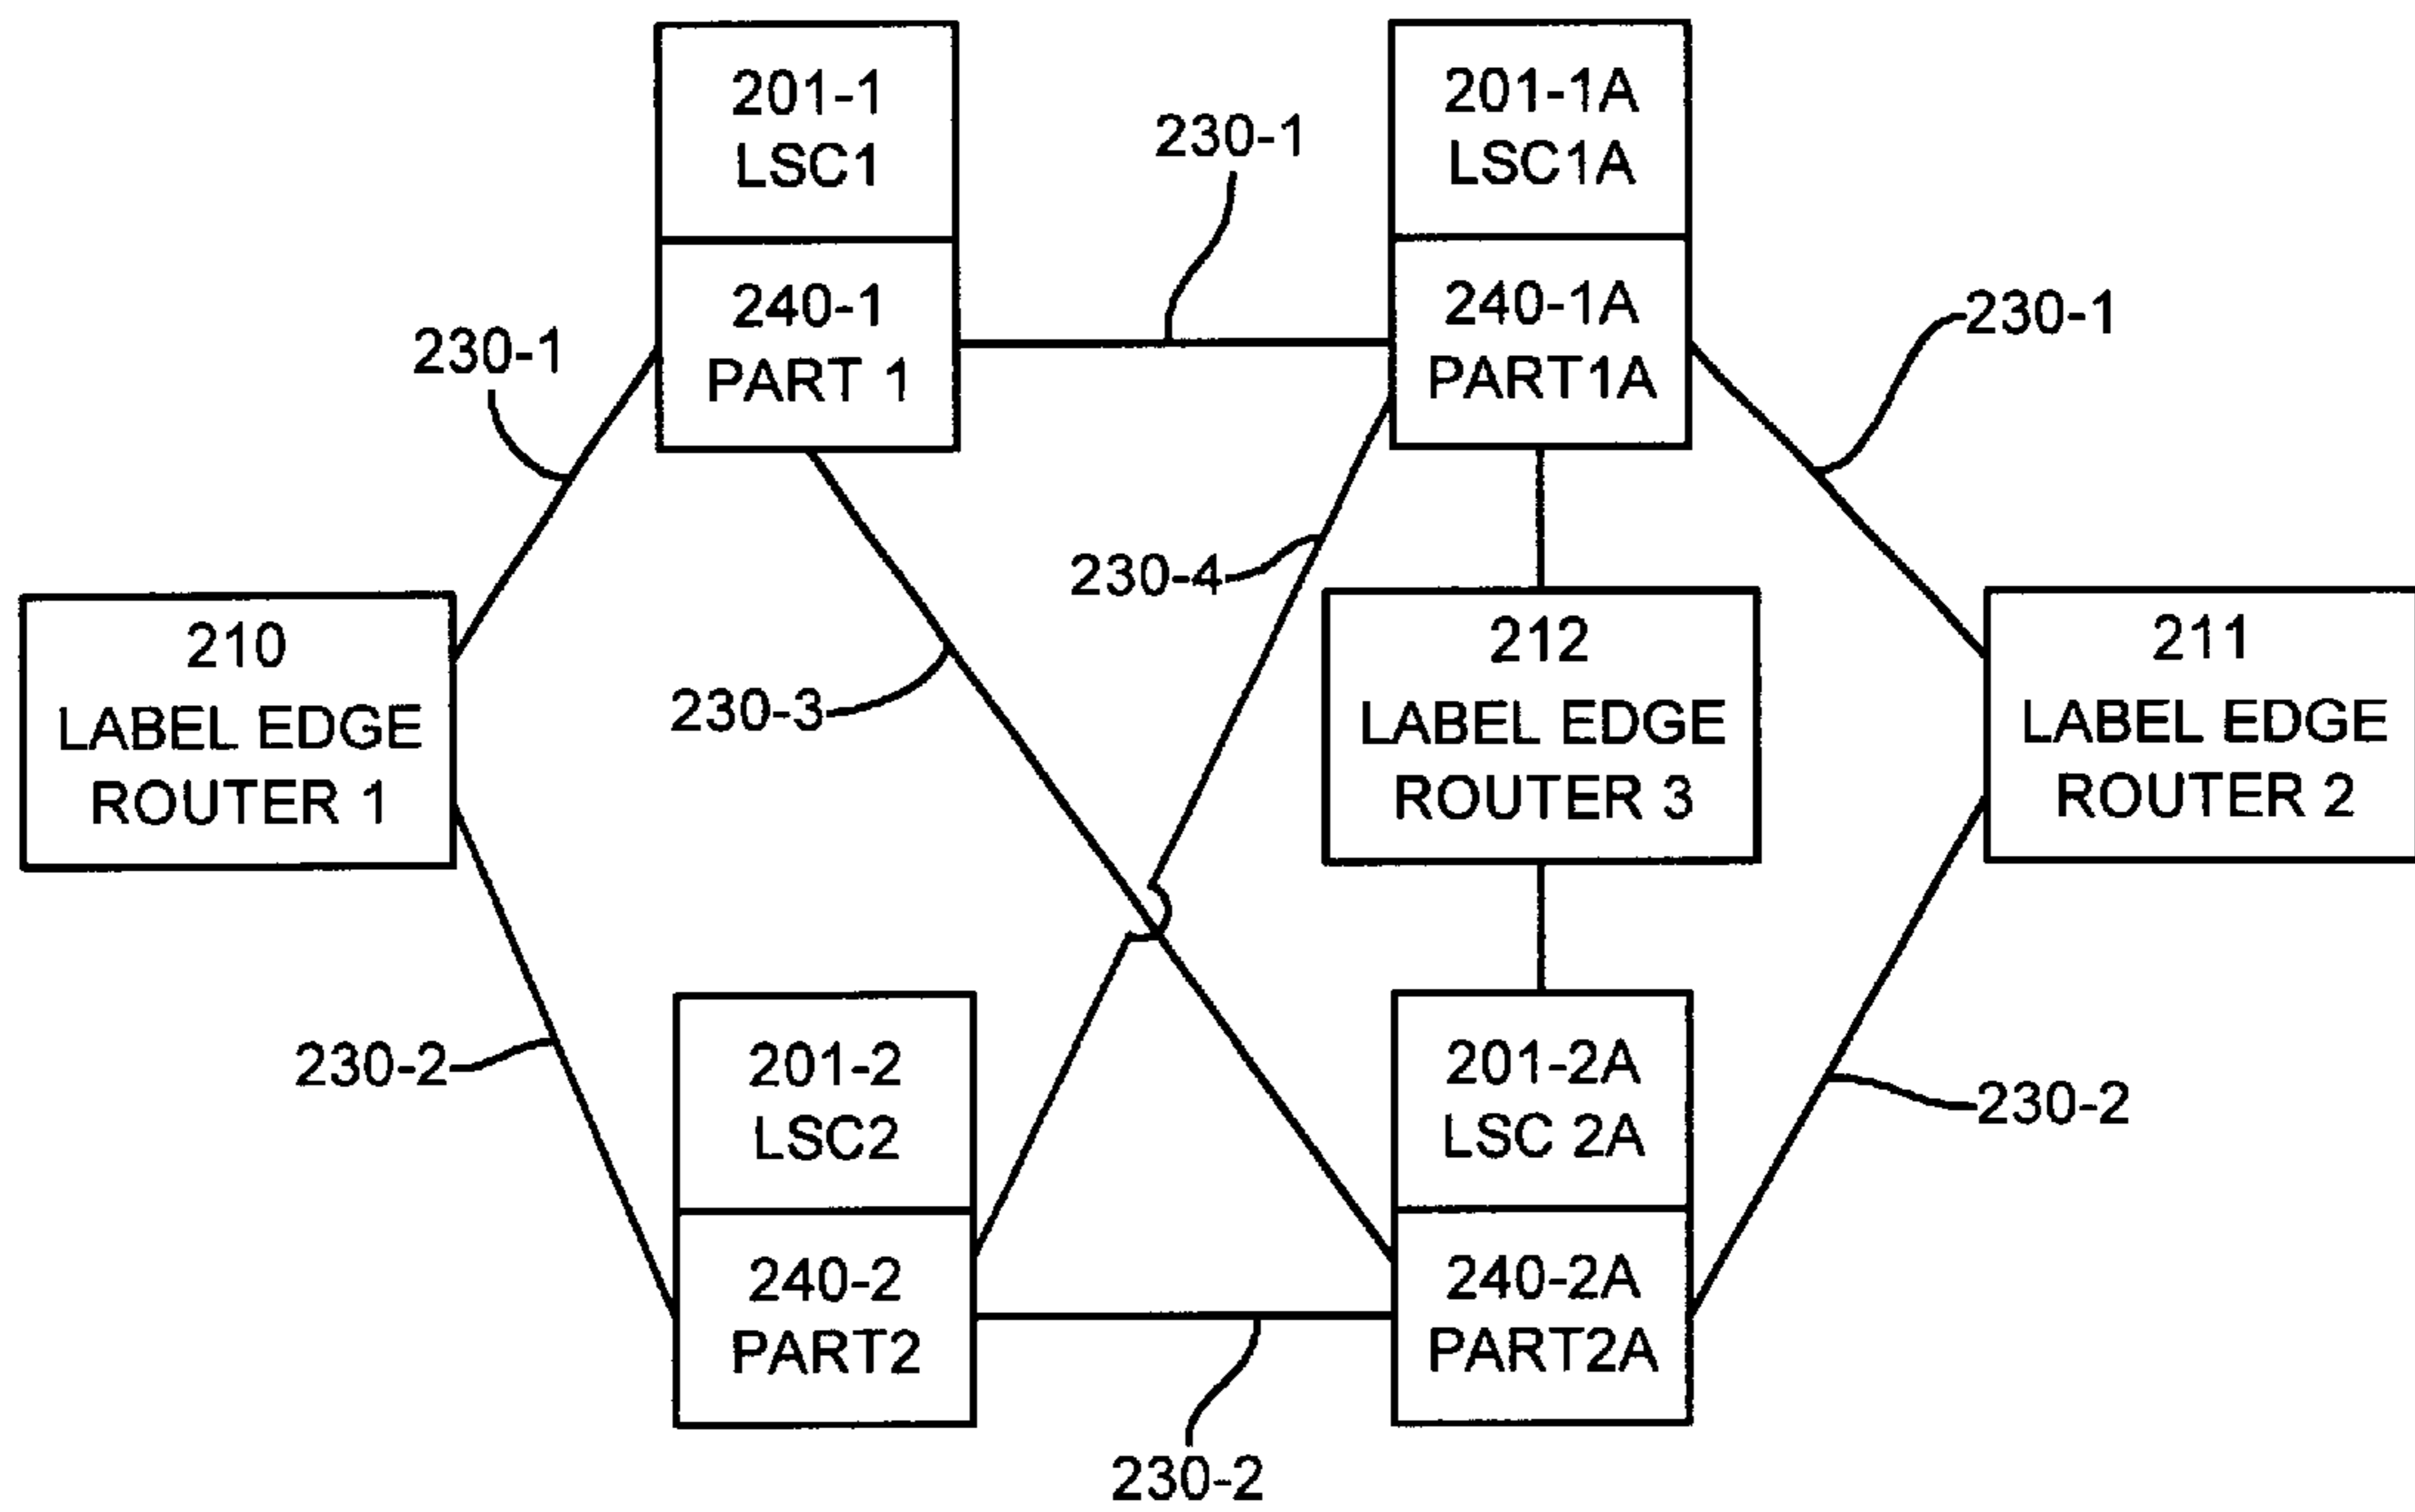 201-1
LSC1
240-1
PART 1
230-1
201-1A
LSC1A
240-1A
PART1A
230-1
230-1
230-4
230-3
210
LABEL EDGE
ROUTER 1
212
LABEL EDGE
ROUTER 3
211
LABEL EDGE
ROUTER 2
230-2
201-2
LSC2
240-2
PART2
201-2A
LSC 2A
240-2A
PART2A
230-2
230-2